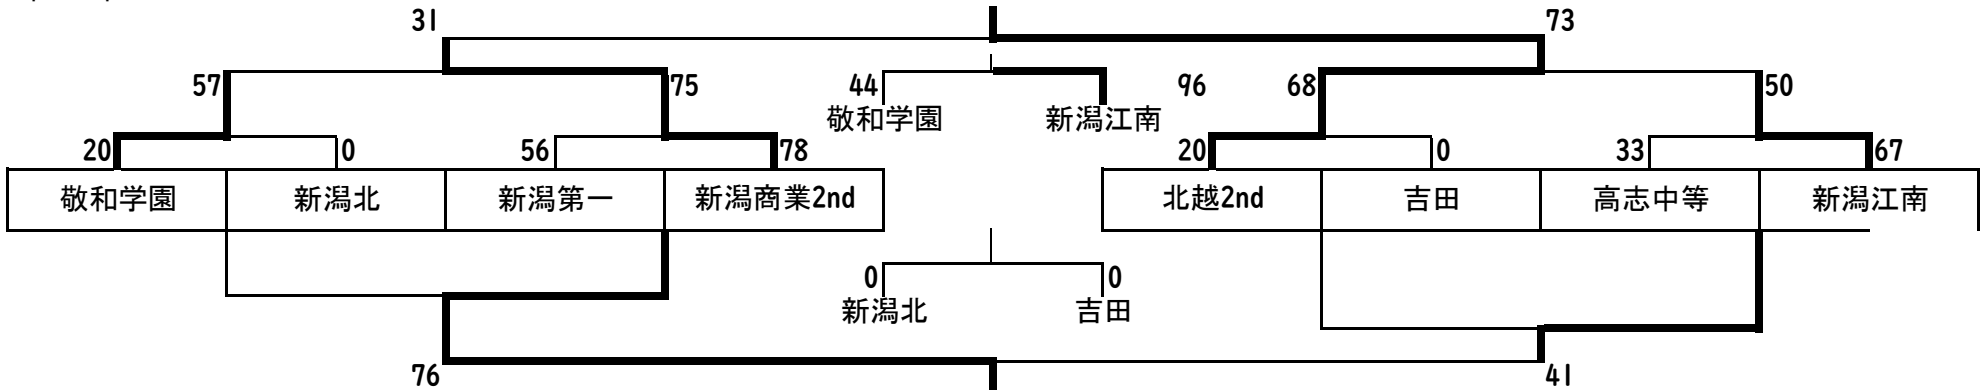 31 73
57 75 44 96 68 50
敬和学園 新潟江南
20 0 56 78 20 0 33 67
敬和学園 新潟北 新潟第一 新潟商業2nd 北越2nd 吉田 高志中等 新潟江南
0 0
新潟北 吉田
76 41